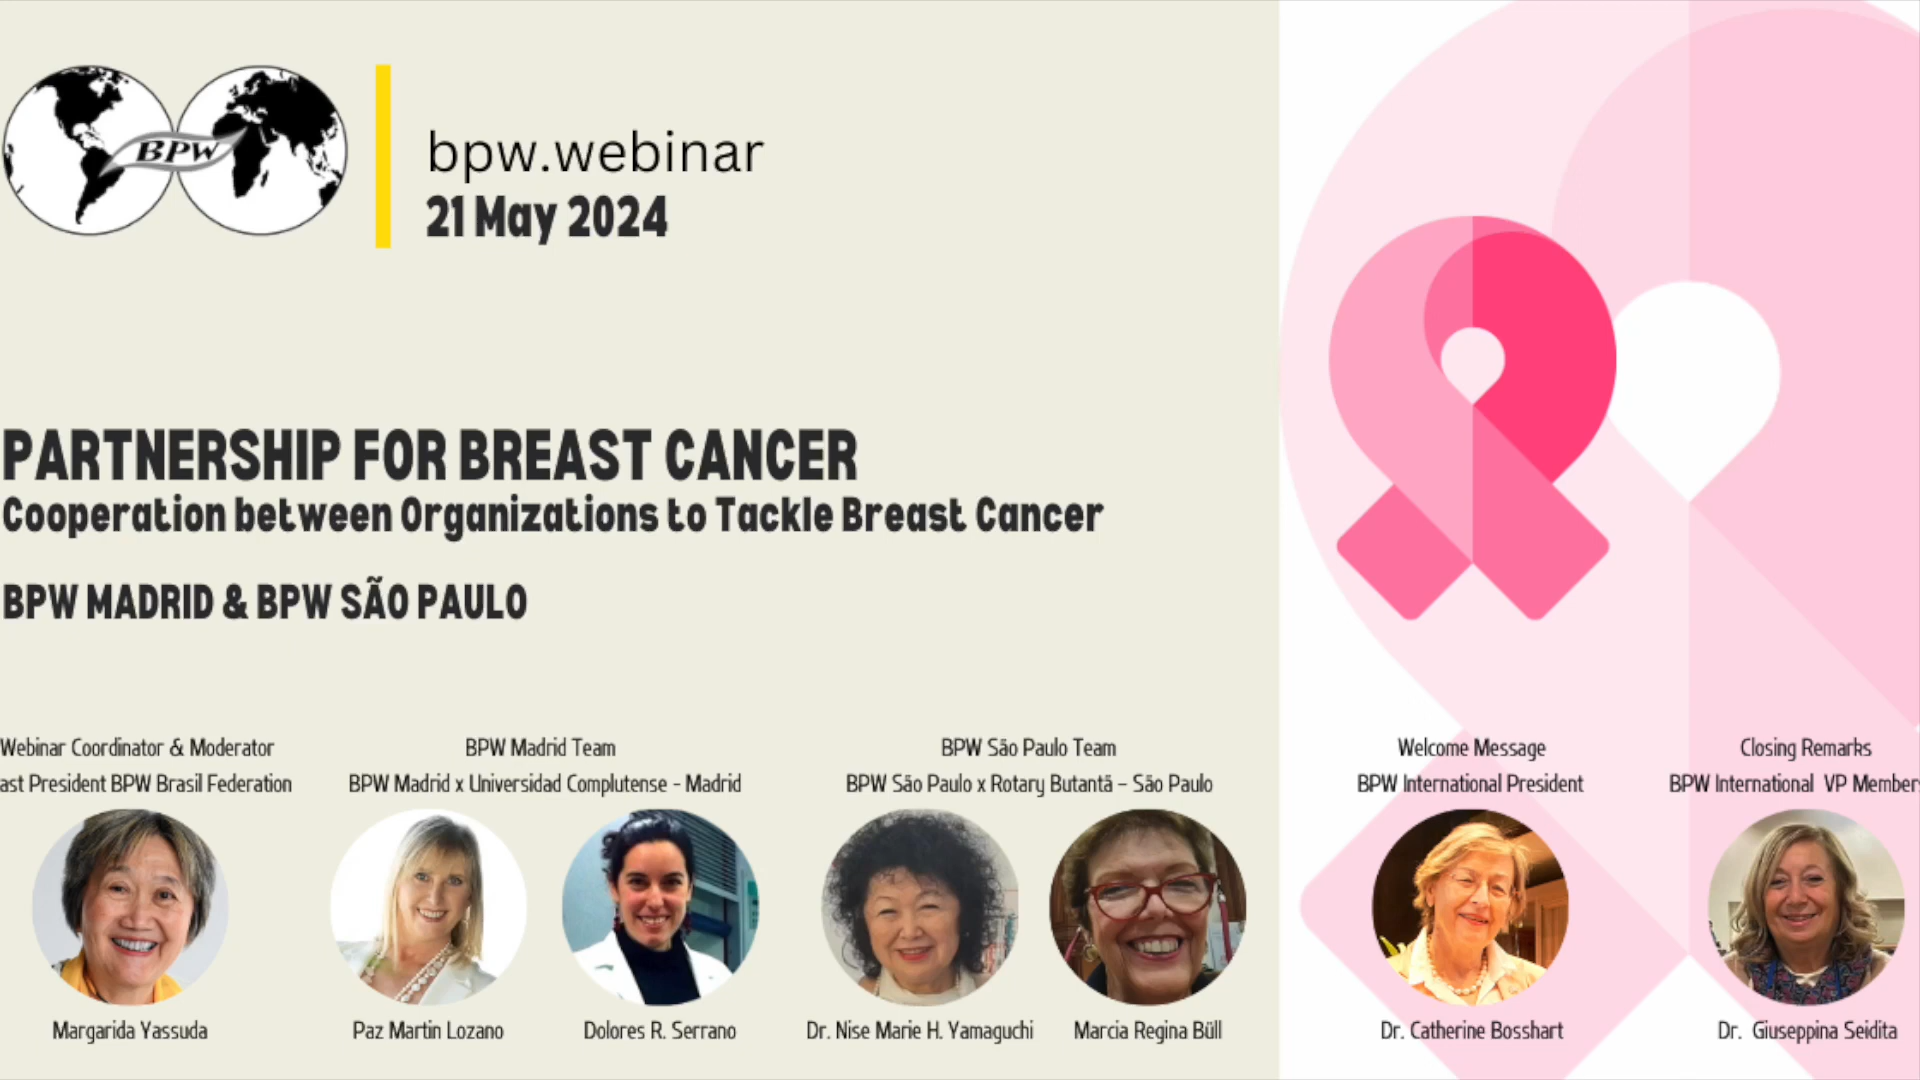 BPW
bpw.webinar
21 May 2024
PARTNERSHIP FOR BREAST CANCER
Cooperation between Organizations to Tackle Breast Cancer
BPW MADRID & BPW SÃO PAULO
Webinar Coordinator & Moderator
ast President BPW Brasil Federation
Margarida Yassuda
BPW Madrid Team
BPW Madrid x Universidad Complutense - Madrid
Paz Martin Lozano
Dolores R. Serrano
BPW São Paulo Team
BPW São Paulo x Rotary Butantã – São Paulo
Dr. Nise Marie H. Yamaguchi
Marcia Regina Büll
Welcome Message
BPW International President
Dr. Catherine Bosshart
Closing Remarks
BPW International VP Members
Dr. Giuseppina Seidita